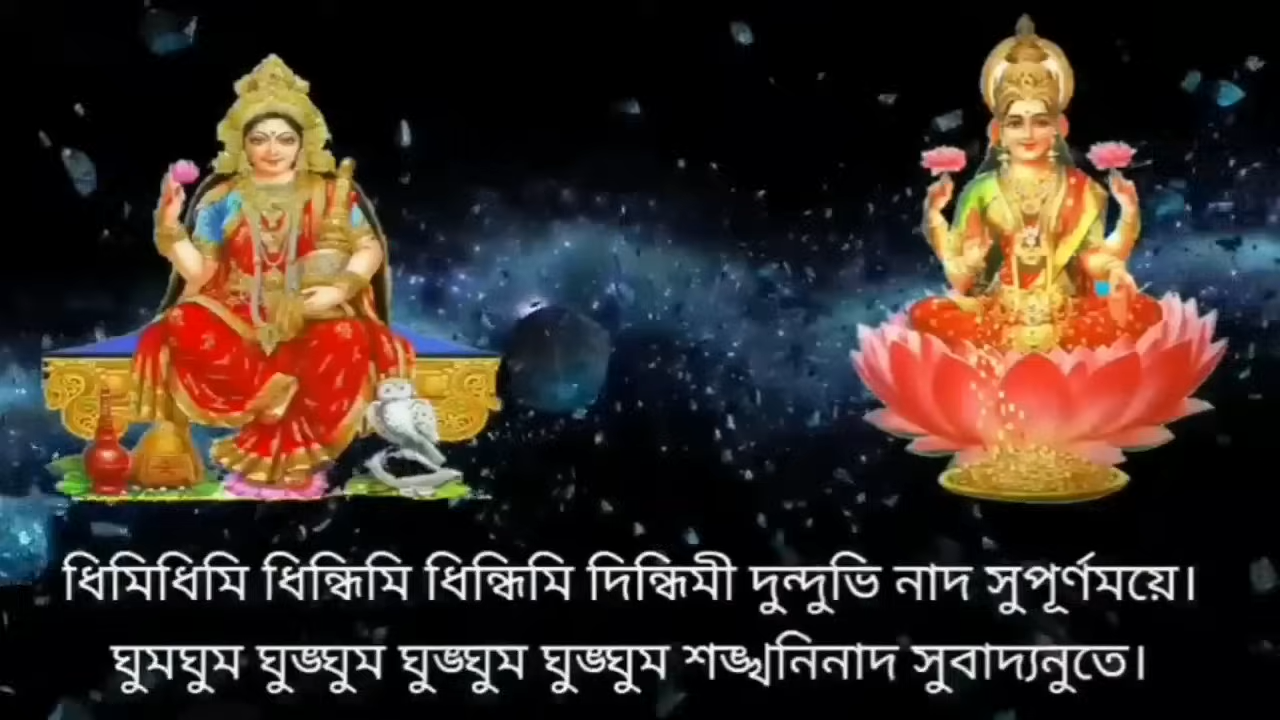 ধিমিধিমি ধিন্ধিমি ধিন্ধিমি দিন্ধিমী দুন্দুভি নাদ সুপূর্ণময়ে।
ঘুমঘুম ঘুঙ্ঘুম ঘুঙ্ঘুম ঘুঙ্ঘুম শঙ্খনিনাদ সুবাদ্যনুতে।